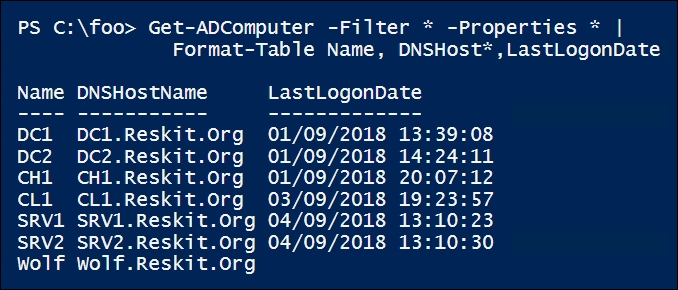 PS C:\foo> Get-ADComputer -Filter * -Properties * |
Format-Table Name, DNSHost*,LastLogonDate
Name DNSHostName LastLogonDate
---- ----------- -------------
DC1 DC1.Reskit.Org 01/09/2018 13:39:08
DC2 DC2.Reskit.Org 01/09/2018 14:24:11
CH1 CH1.Reskit.Org 01/09/2018 20:07:12
CL1 CL1.Reskit.Org 03/09/2018 19:23:57
SRV1 SRV1.Reskit.Org 04/09/2018 13:10:23
SRV2 SRV2.Reskit.Org 04/09/2018 13:10:30
Wolf Wolf.Reskit.Org